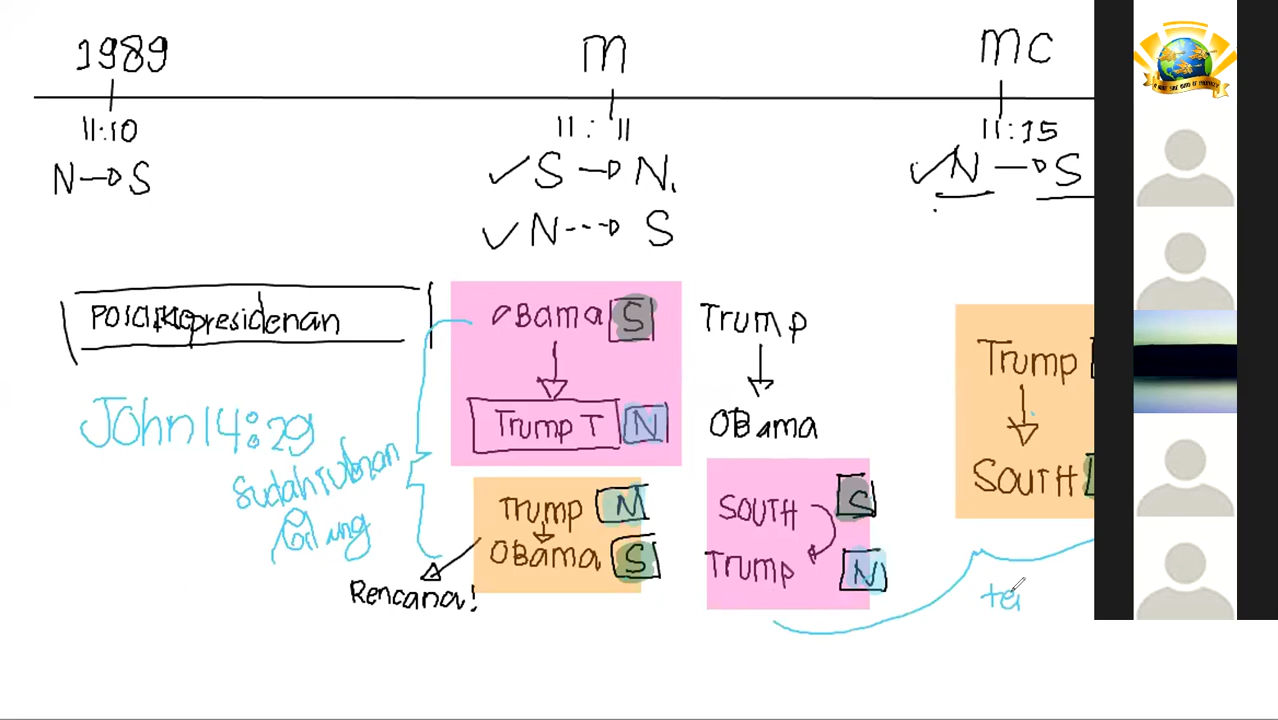 1989
M
MC
11:10
11:11
11:15
N → S
✓ S → N.
✓ N → S
✓ N ---> S
Obama S
Trump
Trump
↓
↓
↓
Trump T N
OBama
SOUTH
John 14:29
Sudah
Trump N
↓
OBama S
SOUTH S
Trump N
Rencana!